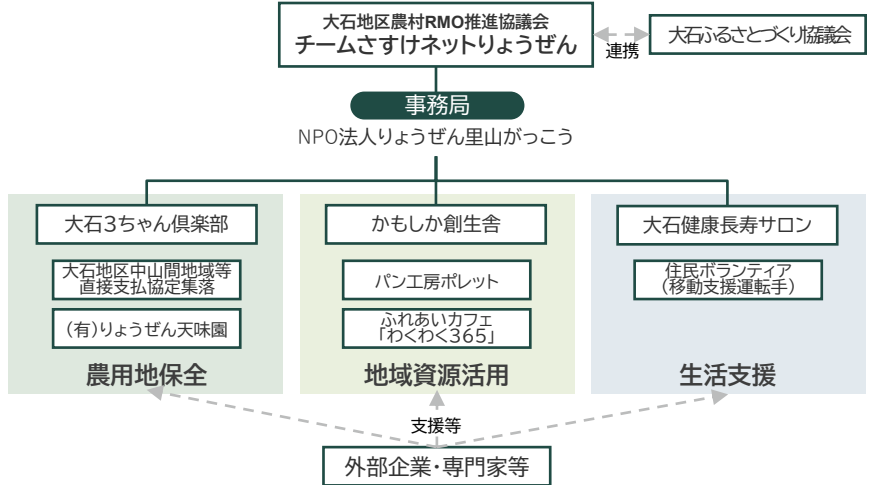 大石地区農村RMO推進協議会
チームさすけネットりょうぜん
連携
大石ふるさとづくり協議会
事務局
NPO法人りょうぜん里山がっこう
大石3ちゃん倶楽部
大石地区中山間地域等
直接支払協定集落
(有)りょうぜん天味園
農用地保全
かもしか創生舎
パン工房ポレット
ふれあいカフェ
「わくわく365」
地域資源活用
大石健康長寿サロン
住民ボランティア
(移動支援運転手)
生活支援
支援等
外部企業・専門家等